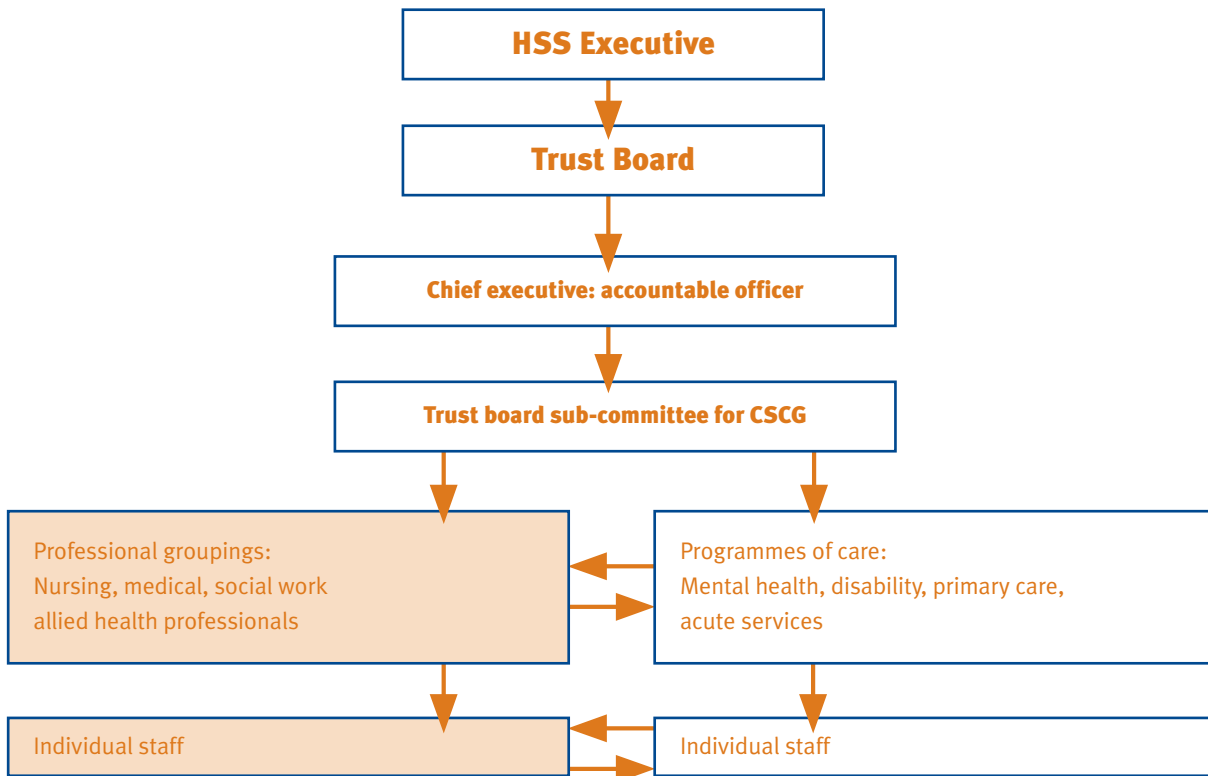 HSS Executive
Trust Board
Chief executive: accountable officer
Trust board sub-committee for CSCG
Professional groupings:
Nursing, medical, social work
allied health professionals
Programmes of care:
Mental health, disability, primary care,
acute services
Individual staff
Individual staff